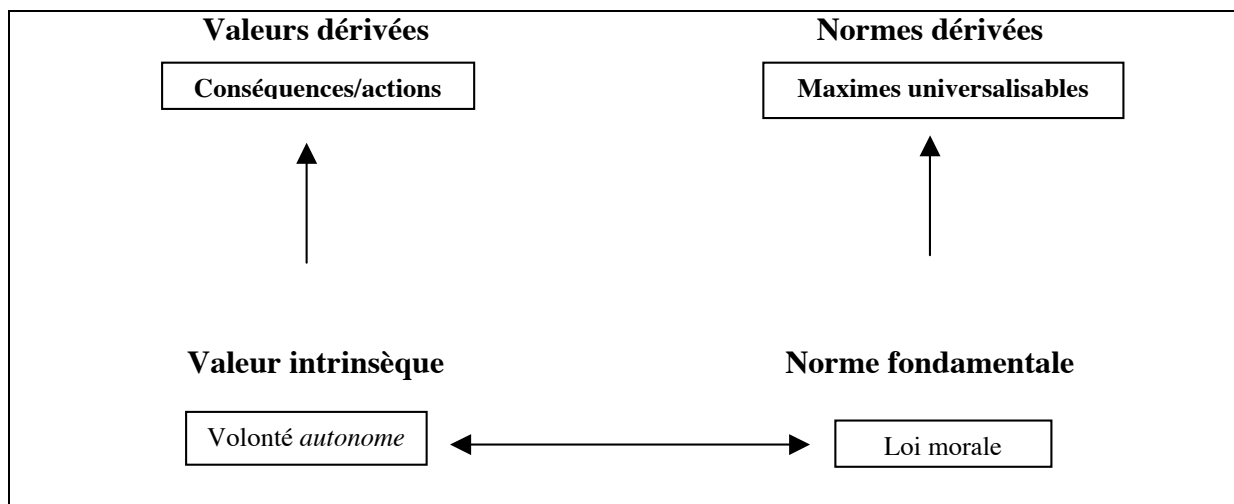 Valeurs dérivées
Normes dérivées
Conséquences/actions
Maximes universalisables
Valeur intrinsèque
Norme fondamentale
Volonté autonome
Loi morale